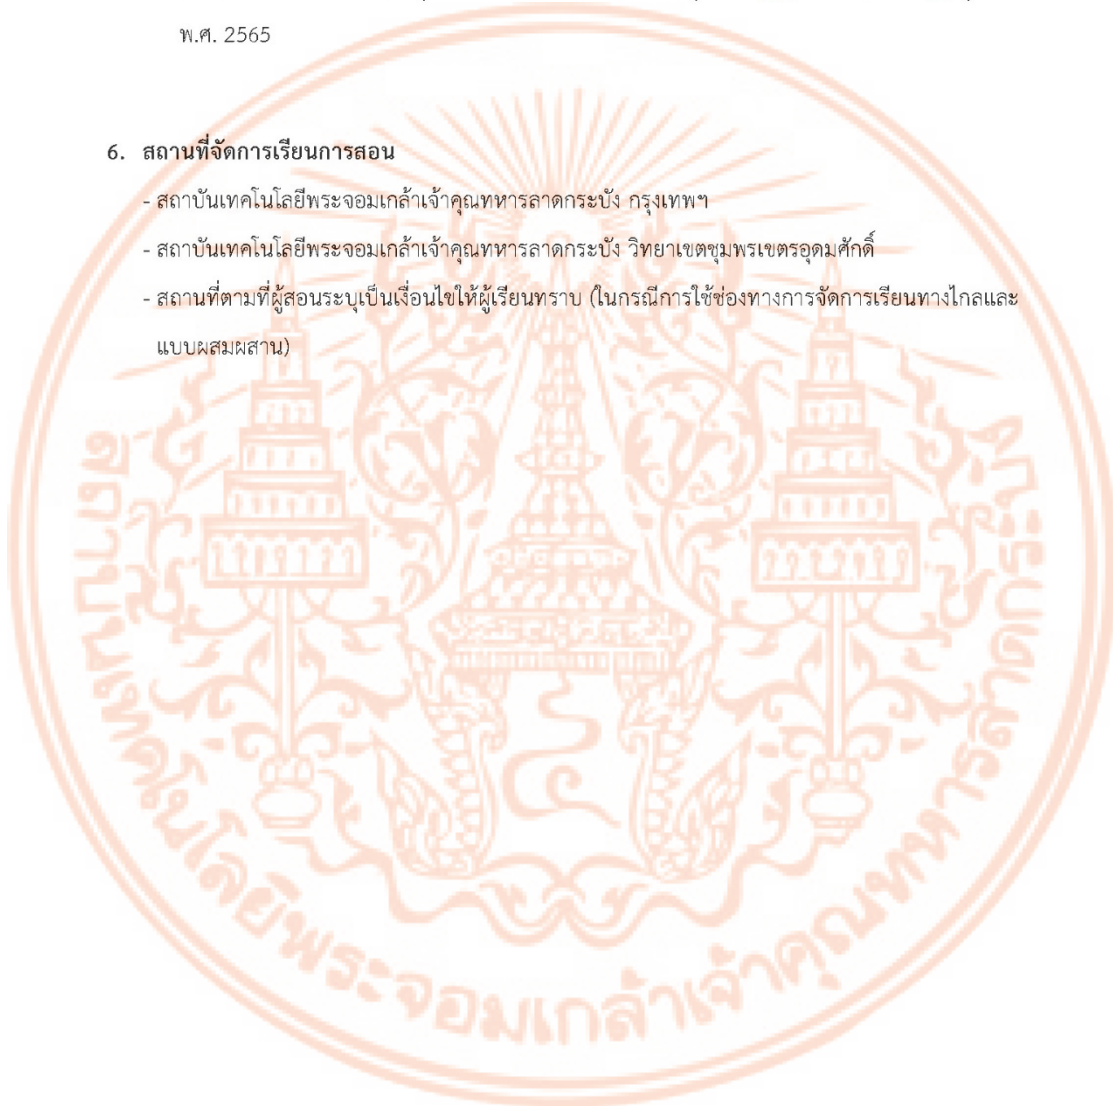 พ.ศ. 2565
6. สถานที่จัดการเรียนการสอน
- สถาบันเทคโนโลยีพระจอมเกล้าเจ้าคุณทหารลาดกระบัง กรุงเทพฯ
- สถาบันเทคโนโลยีพระจอมเกล้าเจ้าคุณทหารลาดกระบัง วิทยาเขตชุมพรเขตรอุดมศักดิ์
- สถานที่ตามที่ผู้สอนระบุเป็นเงื่อนไขให้ผู้เรียนทราบ (ในกรณีการใช้ช่องทางการจัดการเรียนทางไกลและ
แบบผสมผสาน)
สถาบันเทคโนโลยีพระจอมเกล้าเจ้าคุณทหารลาดกระบัง